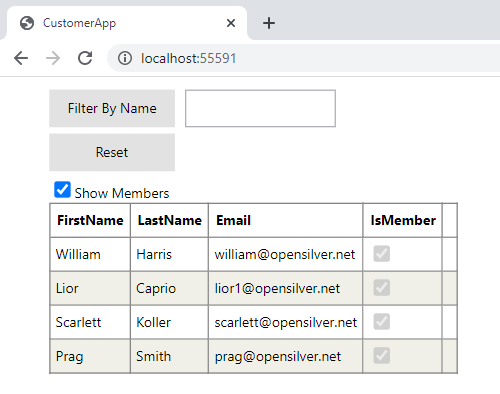 CustomerApp
localhost:55591
Filter By Name
Reset
Show Members
FirstName LastName Email IsMember
William Harris william@opensilver.net
Lior Caprio lior1@opensilver.net
Scarlett Koller scarlett@opensilver.net
Prag Smith prag@opensilver.net